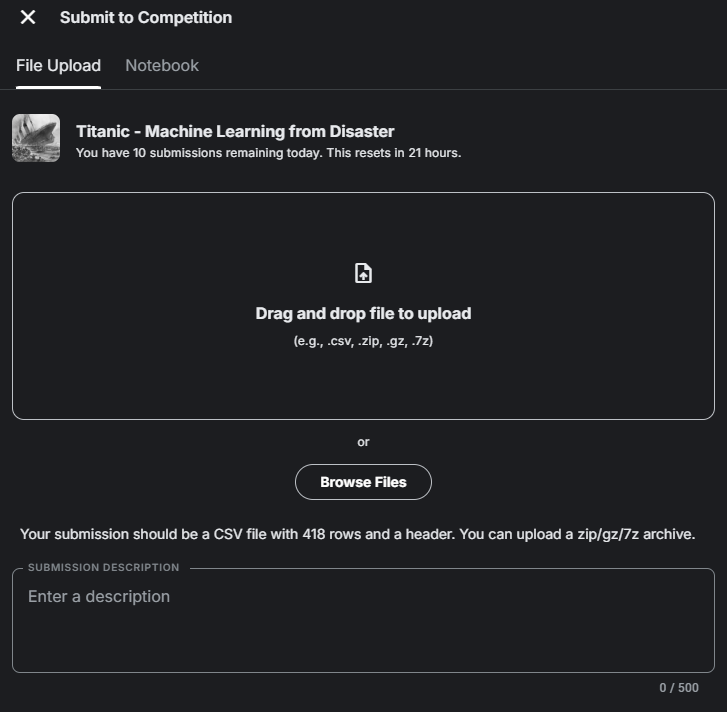 Submit to Competition
File Upload
Notebook
Titanic - Machine Learning from Disaster
You have 10 submissions remaining today. This resets in 21 hours.
Drag and drop file to upload
(e.g., .csv, .zip, .gz, .7z)
or
Browse Files
Your submission should be a CSV file with 418 rows and a header. You can upload a zip/gz/7z archive.
SUBMISSION DESCRIPTION
Enter a description
0 / 500